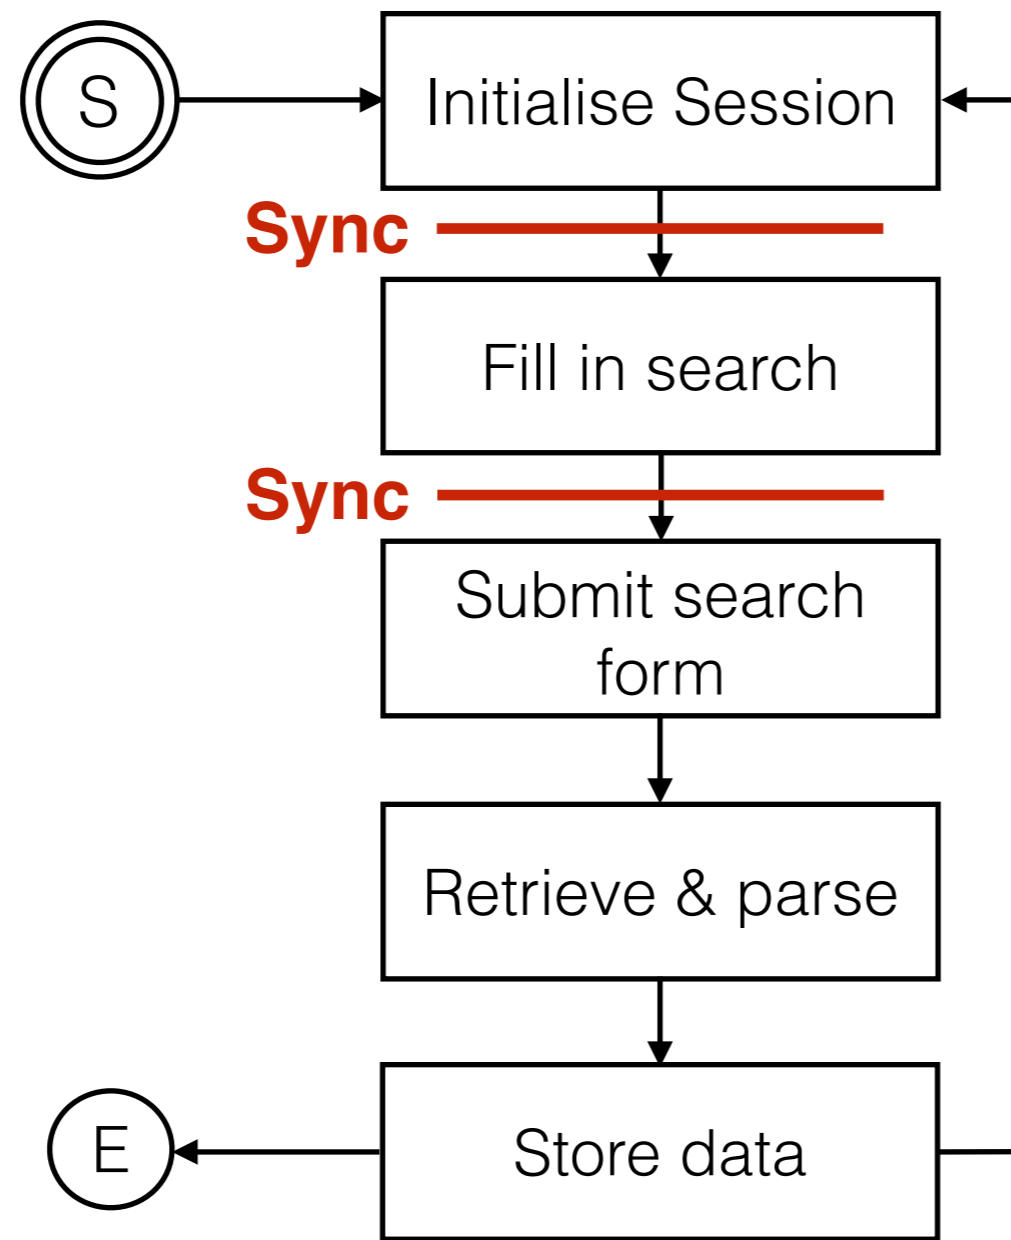 S
Initialise Session
Sync
Fill in search
Sync
Submit search
form
Retrieve & parse
E
Store data